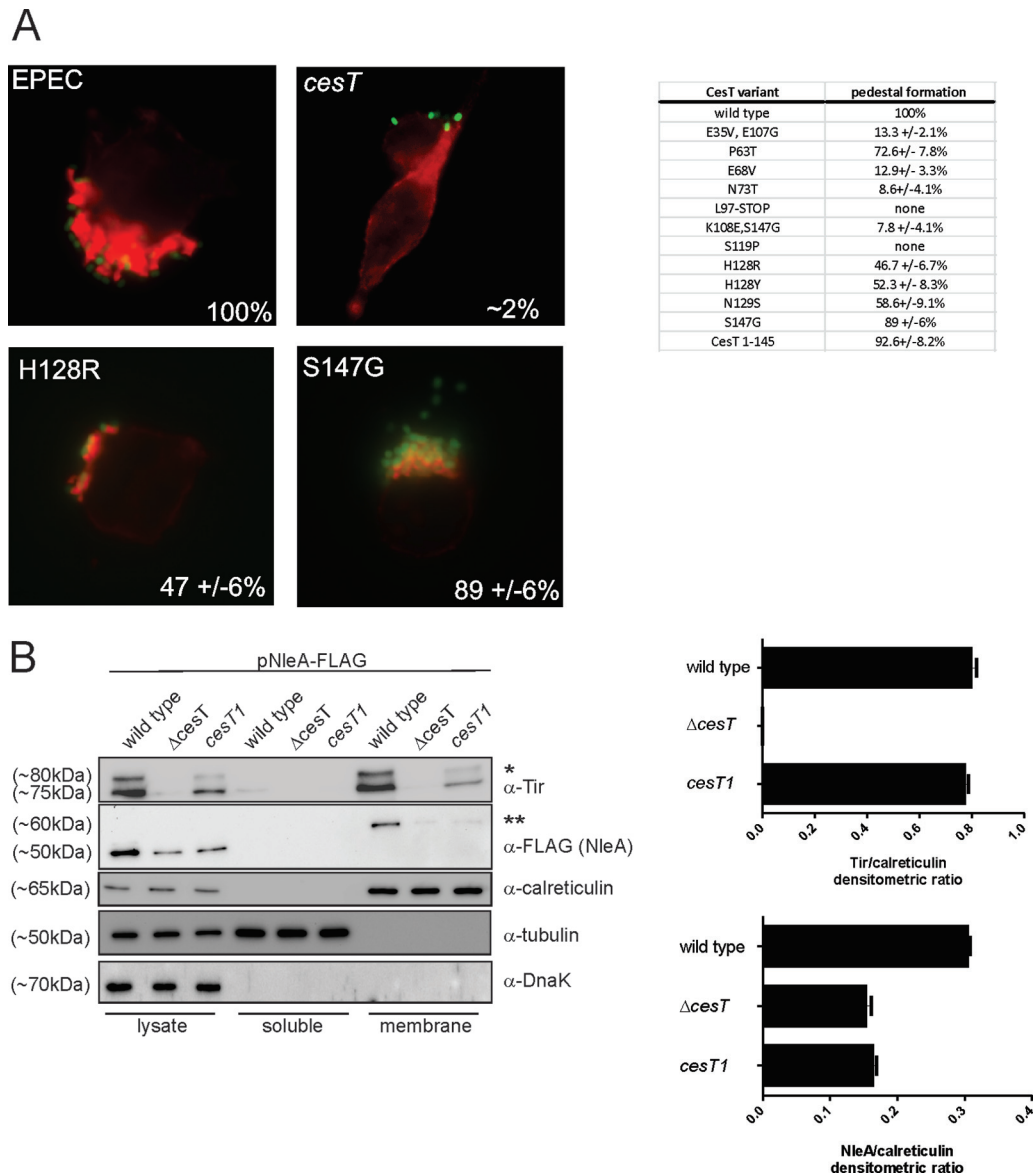 A
EPEC
100%
cesT
~2%
H128R
47 +/-6%
S147G
89 +/-6%
CesT variant pedestal formation
wild type 100%
E35V, E107G 13.3 +/-2.1%
P63T 72.6+/- 7.8%
E68V 12.9+/- 3.3%
N73T 8.6+/-4.1%
L97-STOP none
K108E,S147G 7.8 +/-4.1%
S119P none
H128R 46.7 +/-6.7%
H128Y 52.3 +/- 8.3%
N129S 58.6+/-9.1%
S147G 89 +/-6%
CesT 1-145 92.6+/-8.2%
B
pNleA-FLAG
wild type ΔcesT cesT1 wild type ΔcesT cesT1 wild type ΔcesT cesT1
(~80kDa) *
(~75kDa) α-Tir
(~60kDa) **
(~50kDa) α-FLAG (NleA)
(~65kDa) α-calreticulin
(~50kDa) α-tubulin
(~70kDa) α-DnaK
lysate soluble membrane
wild type
ΔcesT
cesT1
0.0 0.2 0.4 0.6 0.8 1.0
Tir/calreticulin
densitometric ratio
wild type
ΔcesT
cesT1
0.0 0.1 0.2 0.3 0.4
NleA/calreticulin
densitometric ratio